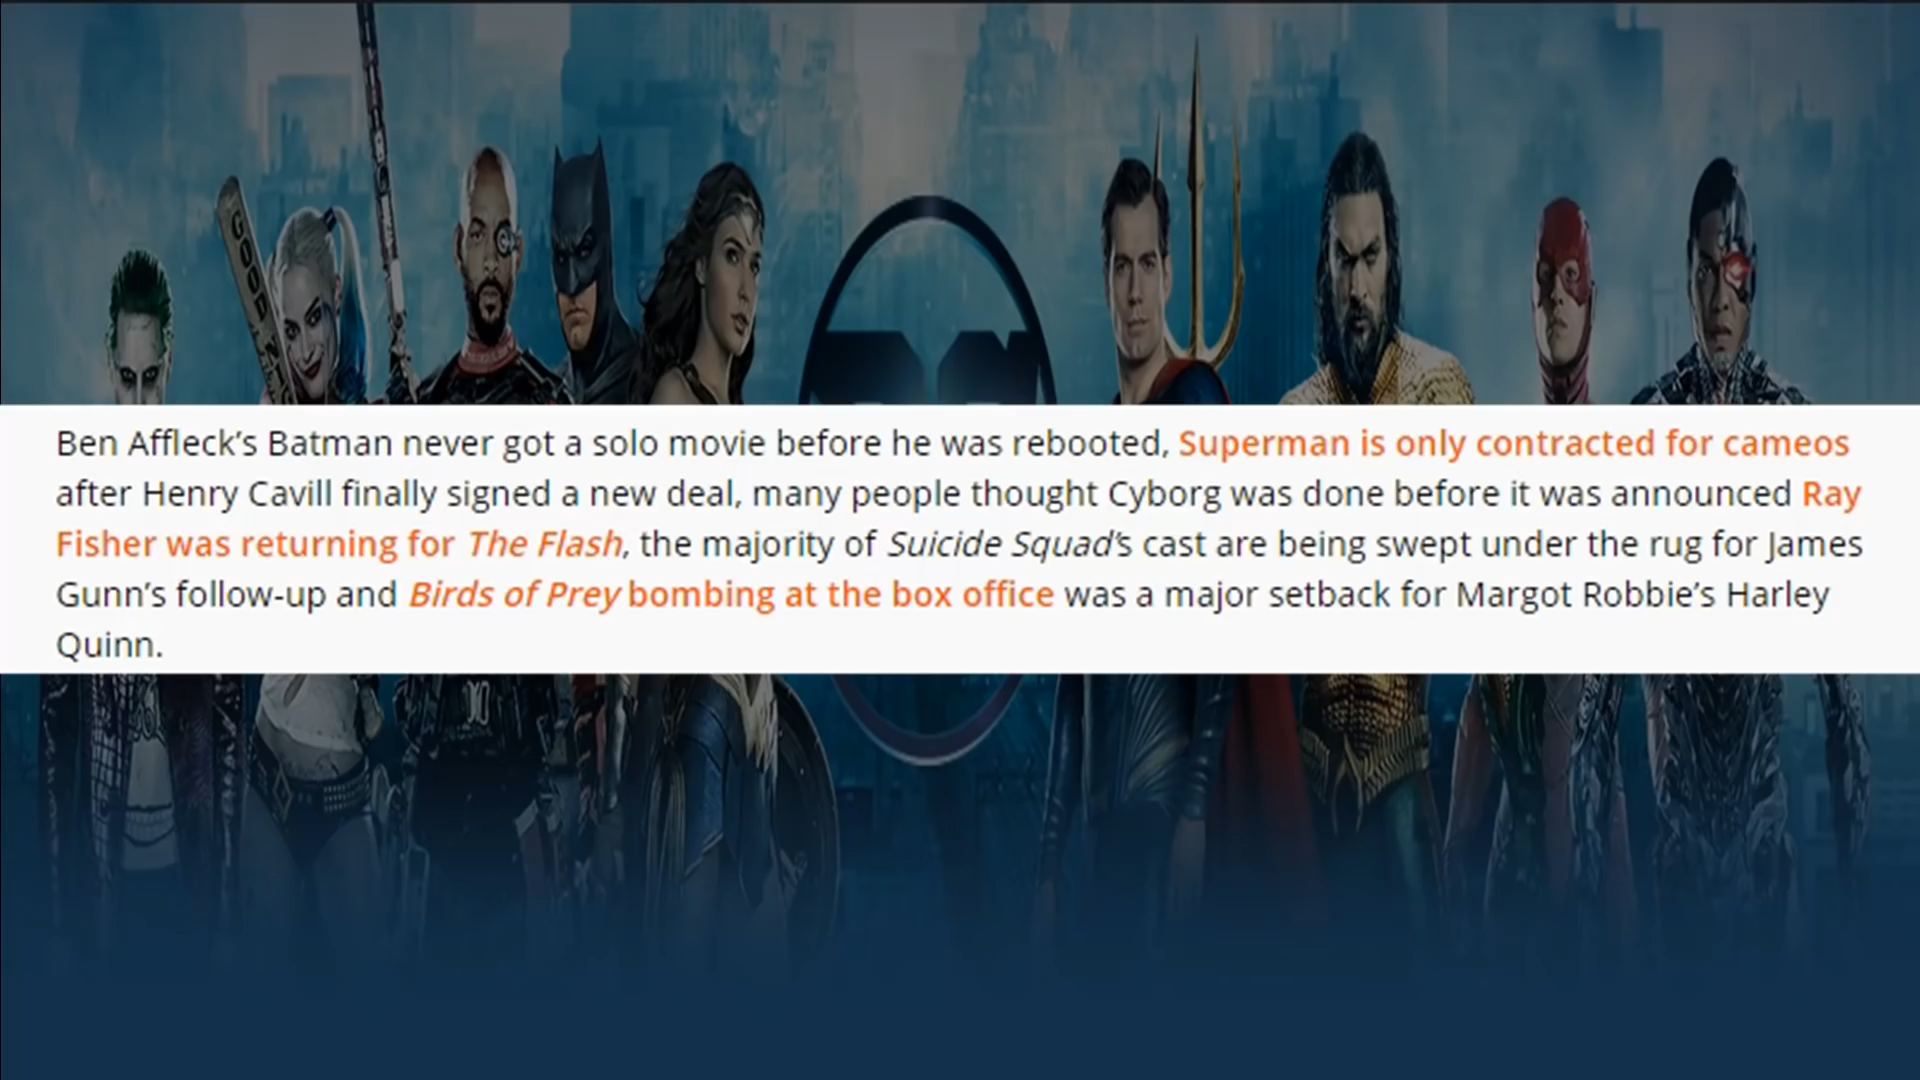 GOOD N
Ben Affleck’s Batman never got a solo movie before he was rebooted, Superman is only contracted for cameos
after Henry Cavill finally signed a new deal, many people thought Cyborg was done before it was announced Ray
Fisher was returning for The Flash, the majority of Suicide Squad’s cast are being swept under the rug for James
Gunn’s follow-up and Birds of Prey bombing at the box office was a major setback for Margot Robbie’s Harley
Quinn.